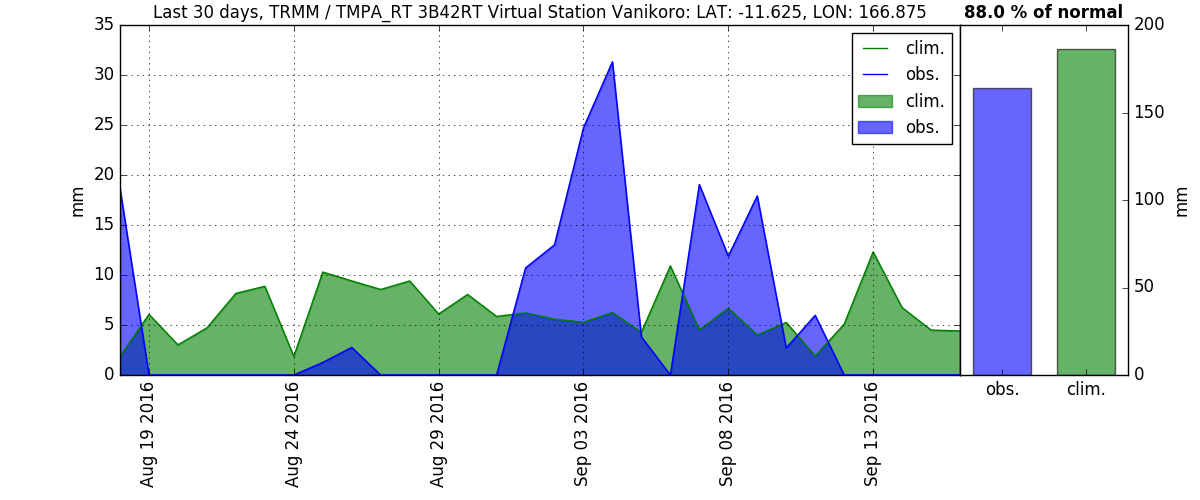 Last 30 days, TRMM / TMPA_RT 3B42RT Virtual Station Vanikoro: LAT: -11.625, LON: 166.875
88.0 % of normal
35
30
25
20
15
10
5
0
mm
clim.
obs.
clim.
obs.
Aug 19 2016
Aug 24 2016
Aug 29 2016
Sep 03 2016
Sep 08 2016
Sep 13 2016
200
150
100
50
0
mm
obs.
clim.